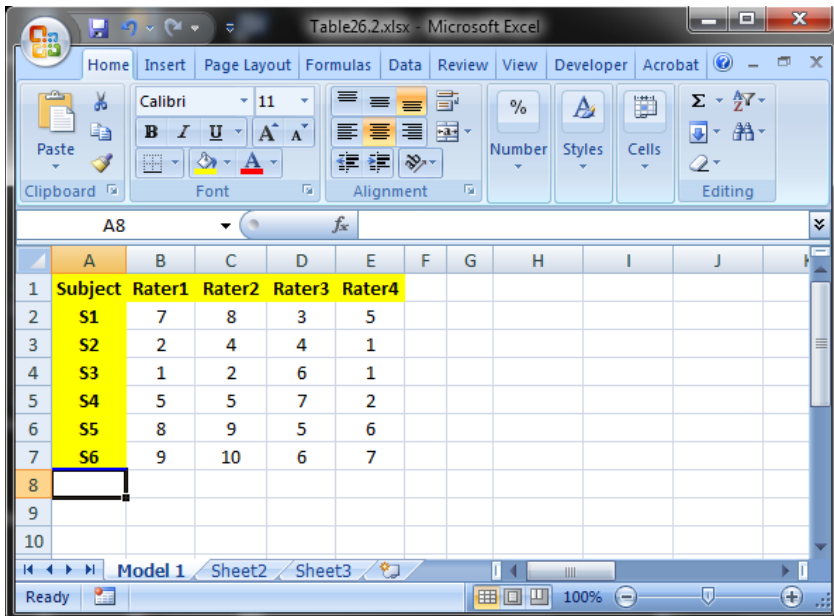 Table26.2.xlsx - Microsoft Excel
Home Insert Page Layout Formulas Data Review View Developer Acrobat
Calibri 11
B I U A A
Paste
% Number Styles Cells
Clipboard Font Alignment Editing
A8 fx
A B C D E F G H I J
1 Subject Rater1 Rater2 Rater3 Rater4
2 S1 7 8 3 5
3 S2 2 4 4 1
4 S3 1 2 6 1
5 S4 5 5 7 2
6 S5 8 9 5 6
7 S6 9 10 6 7
8
9
10
Model 1 Sheet2 Sheet3
Ready 100%